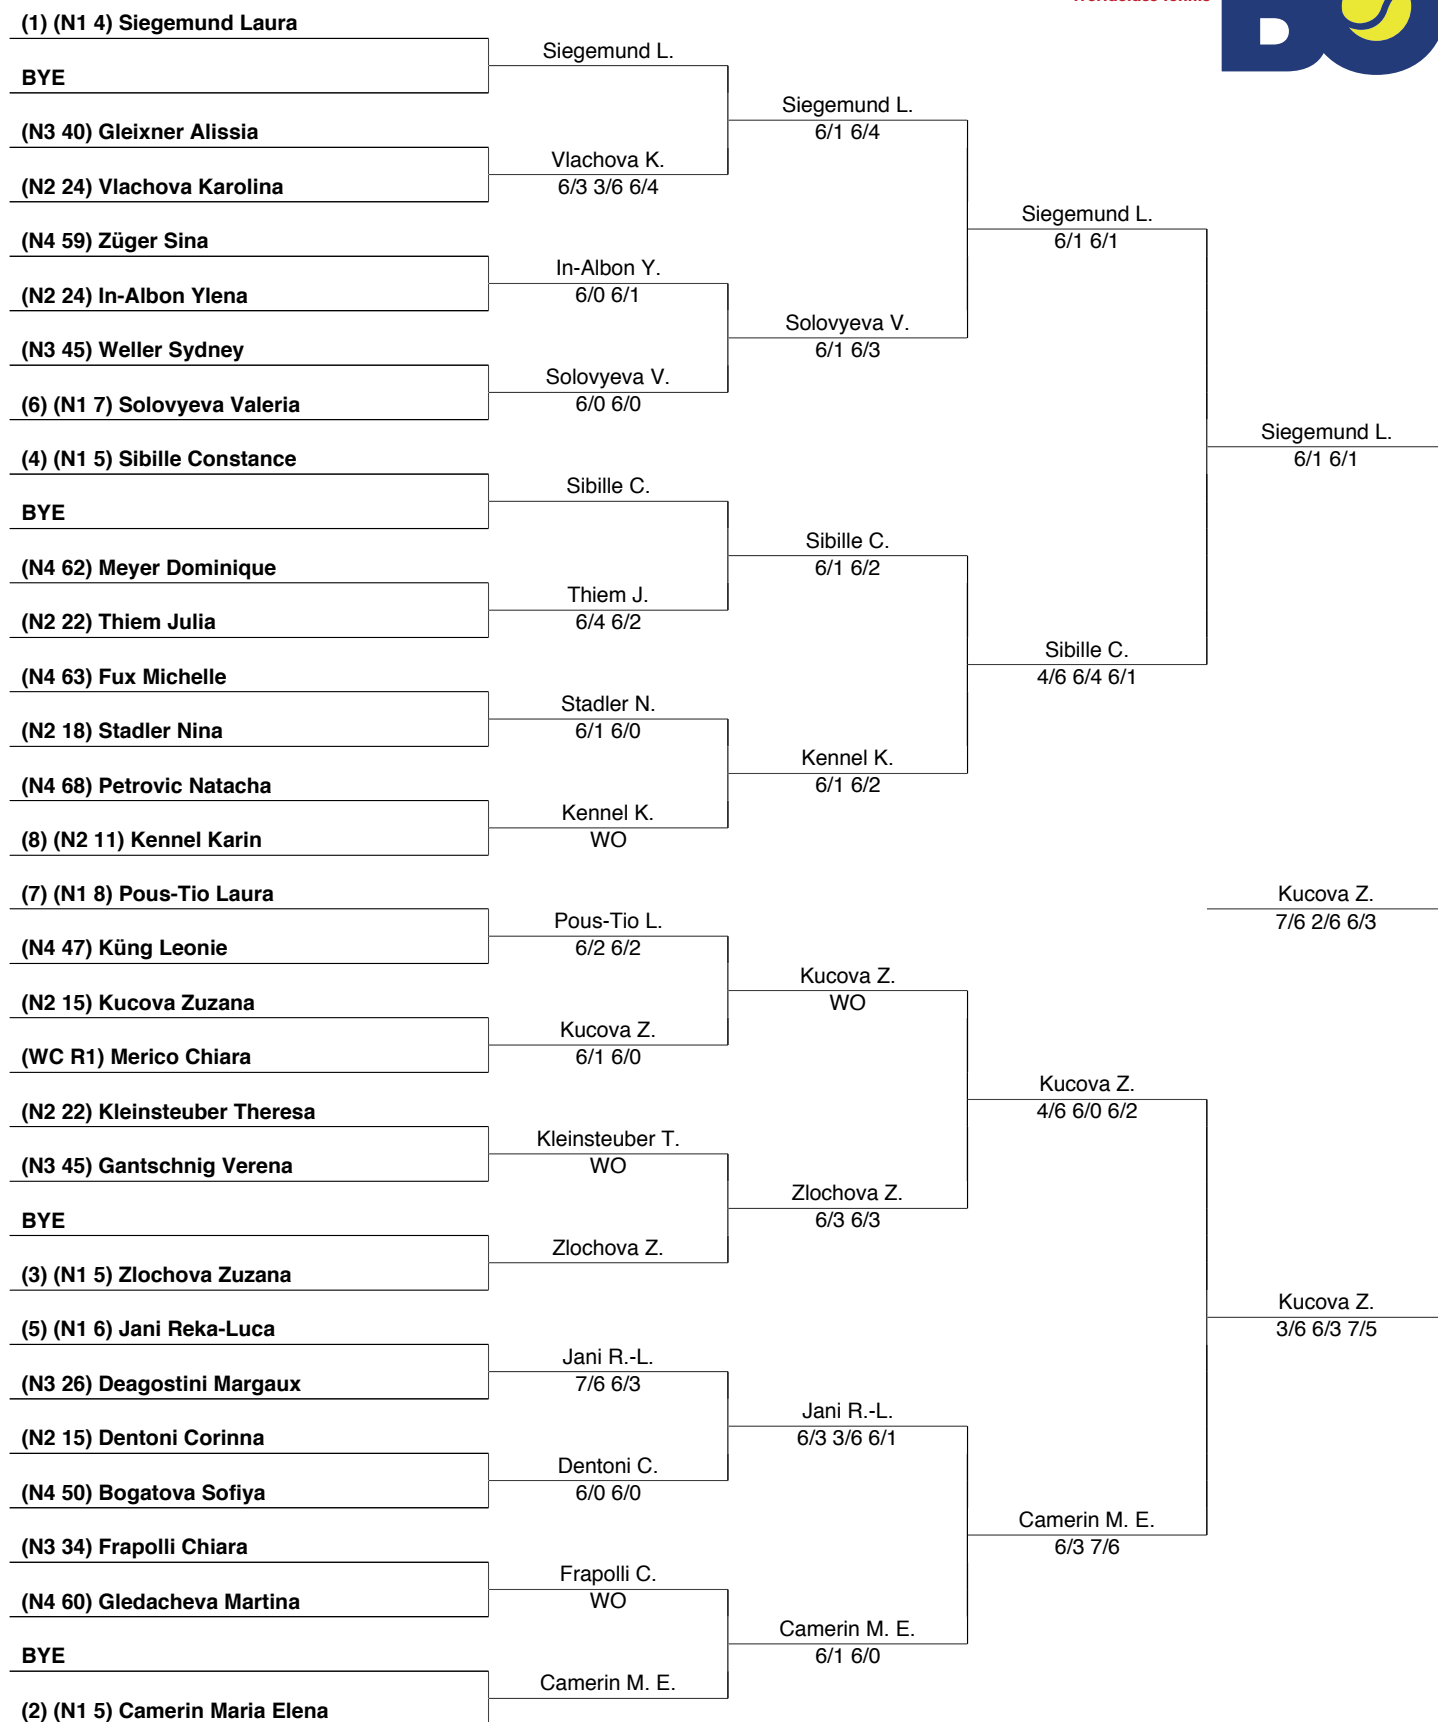 (1) (N1 4) Siegemund Laura
BYE
(N3 40) Gleixner Alissia
(N2 24) Vlachova Karolina
(N4 59) Züger Sina
(N2 24) In-Albon Ylena
(N3 45) Weller Sydney
(6) (N1 7) Solovyeva Valeria
(4) (N1 5) Sibille Constance
BYE
(N4 62) Meyer Dominique
(N2 22) Thiem Julia
(N4 63) Fux Michelle
(N2 18) Stadler Nina
(N4 68) Petrovic Natacha
(8) (N2 11) Kennel Karin
(7) (N1 8) Pous-Tio Laura
(N4 47) Küng Leonie
(N2 15) Kucova Zuzana
(WC R1) Merico Chiara
(N2 22) Kleinsteuber Theresa
(N3 45) Gantschnig Verena
BYE
(3) (N1 5) Zlochova Zuzana
(5) (N1 6) Jani Reka-Luca
(N3 26) Deagostini Margaux
(N2 15) Dentoni Corinna
(N4 50) Bogatova Sofiya
(N3 34) Frapolli Chiara
(N4 60) Gledacheva Martina
BYE
(2) (N1 5) Camerin Maria Elena
Siegemund L.
Vlachova K.
6/3 3/6 6/4
In-Albon Y.
6/0 6/1
Solovyeva V.
6/0 6/0
Sibille C.
Thiem J.
6/4 6/2
Stadler N.
6/1 6/0
Kennel K.
WO
Pous-Tio L.
6/2 6/2
Kucova Z.
6/1 6/0
Kleinsteuber T.
WO
Zlochova Z.
Jani R.-L.
7/6 6/3
Dentoni C.
6/0 6/0
Frapolli C.
WO
Camerin M. E.
Siegemund L.
6/1 6/4
Solovyeva V.
6/1 6/3
Sibille C.
6/1 6/2
Kennel K.
6/1 6/2
Kucova Z.
WO
Zlochova Z.
6/3 6/3
Jani R.-L.
6/3 3/6 6/1
Camerin M. E.
6/1 6/0
Siegemund L.
6/1 6/1
Sibille C.
4/6 6/4 6/1
Kucova Z.
4/6 6/0 6/2
Camerin M. E.
6/3 7/6
Siegemund L.
6/1 6/1
Kucova Z.
7/6 2/6 6/3
Kucova Z.
3/6 6/3 7/5